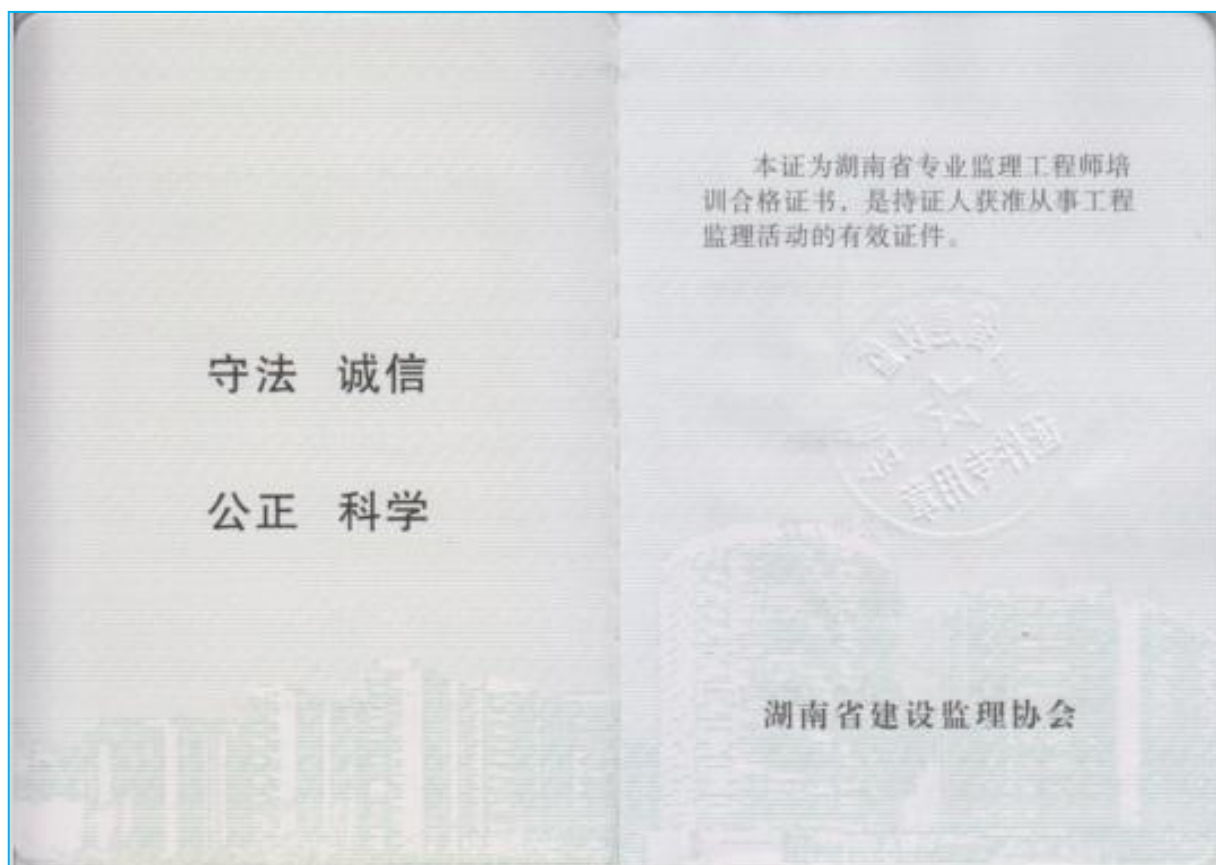 守法 诚信
公正 科学
本证为湖南省专业监理工程师培
训合格证书，是持证人获准从事工程
监理活动的有效证件。
湖南省建设监理协会